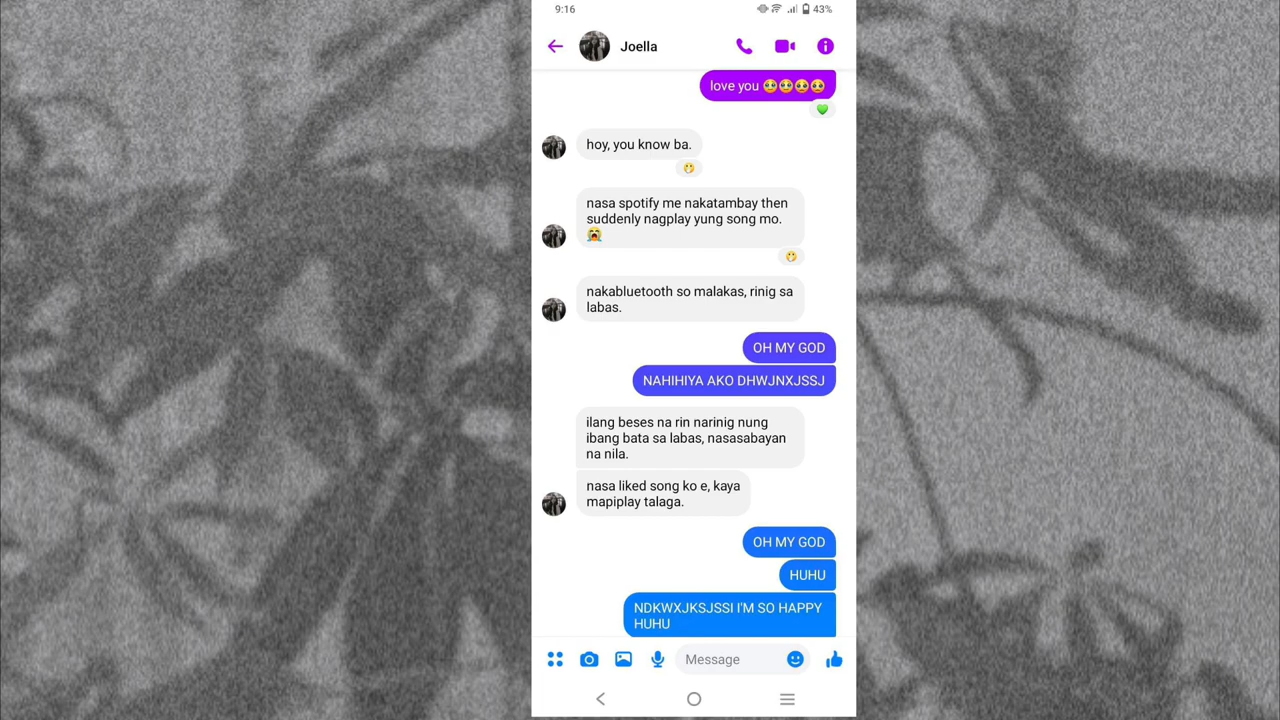 9:16
43%
Joella
love you 🥹🥹🥹🥹
hoy, you know ba.
nasa spotify me nakatambay then
suddenly nagplay yung song mo.
😭
nakabluetooth so malakas, rinig sa
labas.
OH MY GOD
NAHIHIYA AKO DHWJNXJSSJ
ilang beses na rin narinig nung
ibang bata sa labas, nasasabayan
na nila.
nasa liked song ko e, kaya
mapiplay talaga.
OH MY GOD
HUHU
NDKWXJKSJSSI I'M SO HAPPY
HUHU
Message